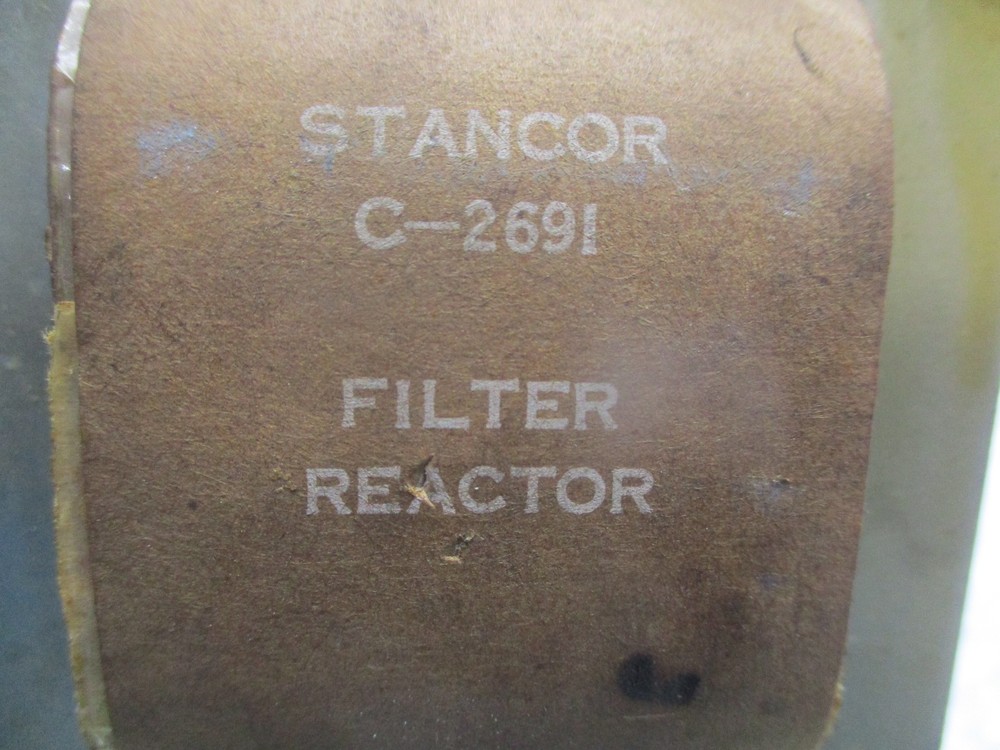 STANCOR
C-2691
FILTER
REACTOR